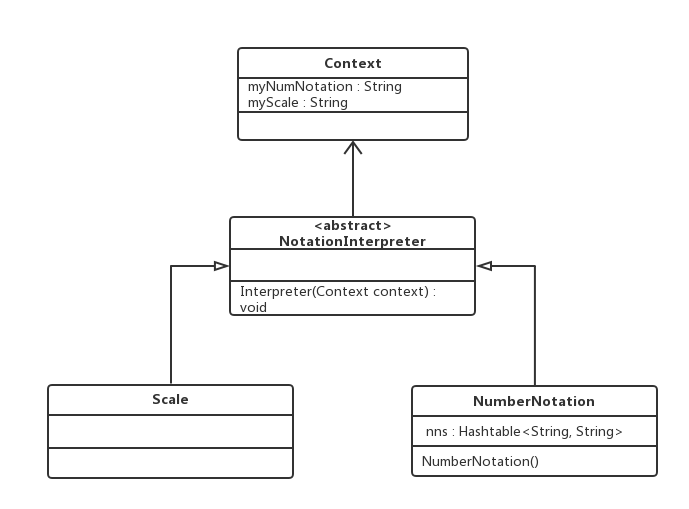 Context
myNumNotation : String
myScale : String
<abstract>
NotationInterpreter
Interpreter(Context context) :
void
Scale
NumberNotation
nns : Hashtable<String, String>
NumberNotation()